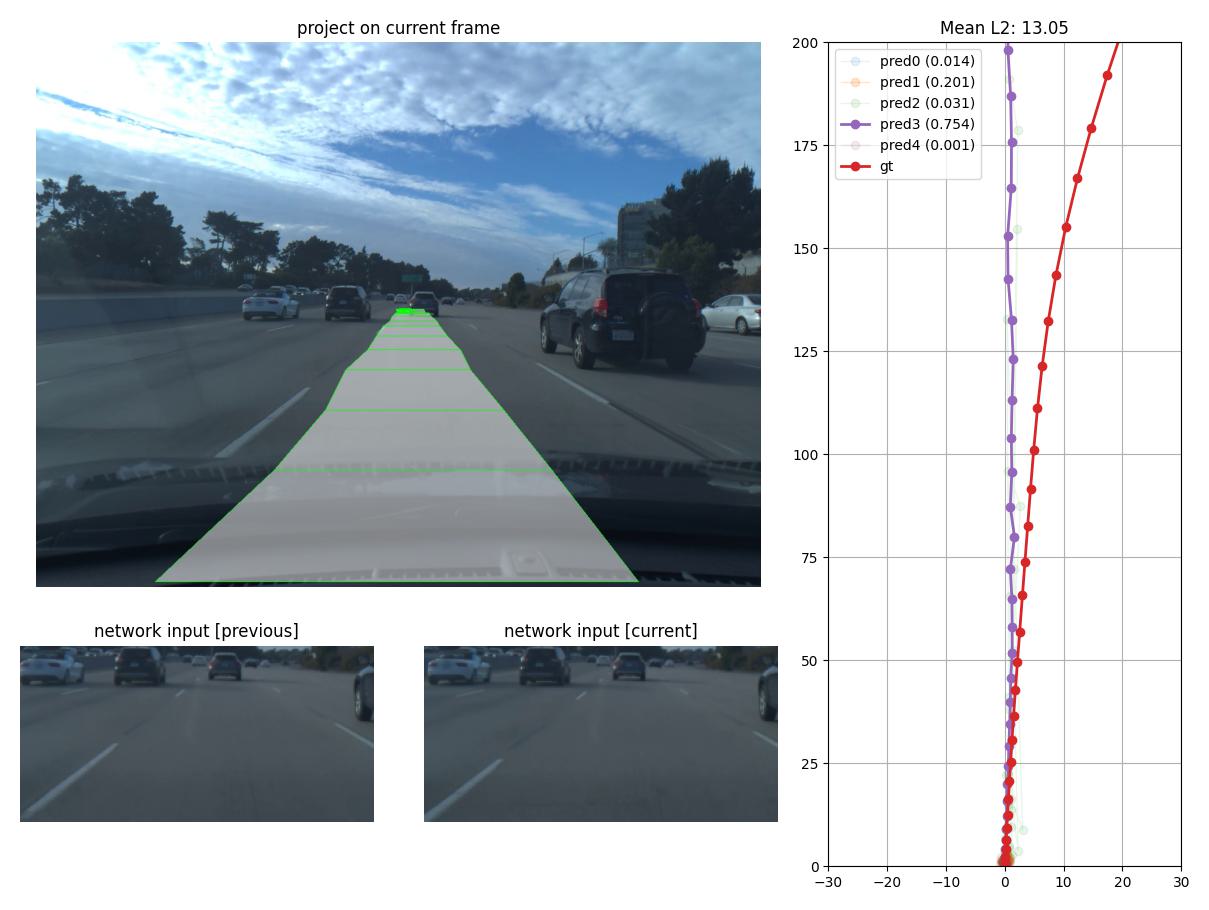 project on current frame
Mean L2: 13.05
200
175
150
125
100
75
50
25
0
−30
−20
−10
0
10
20
30
pred0 (0.014)
pred1 (0.201)
pred2 (0.031)
pred3 (0.754)
pred4 (0.001)
gt
network input [previous]
network input [current]